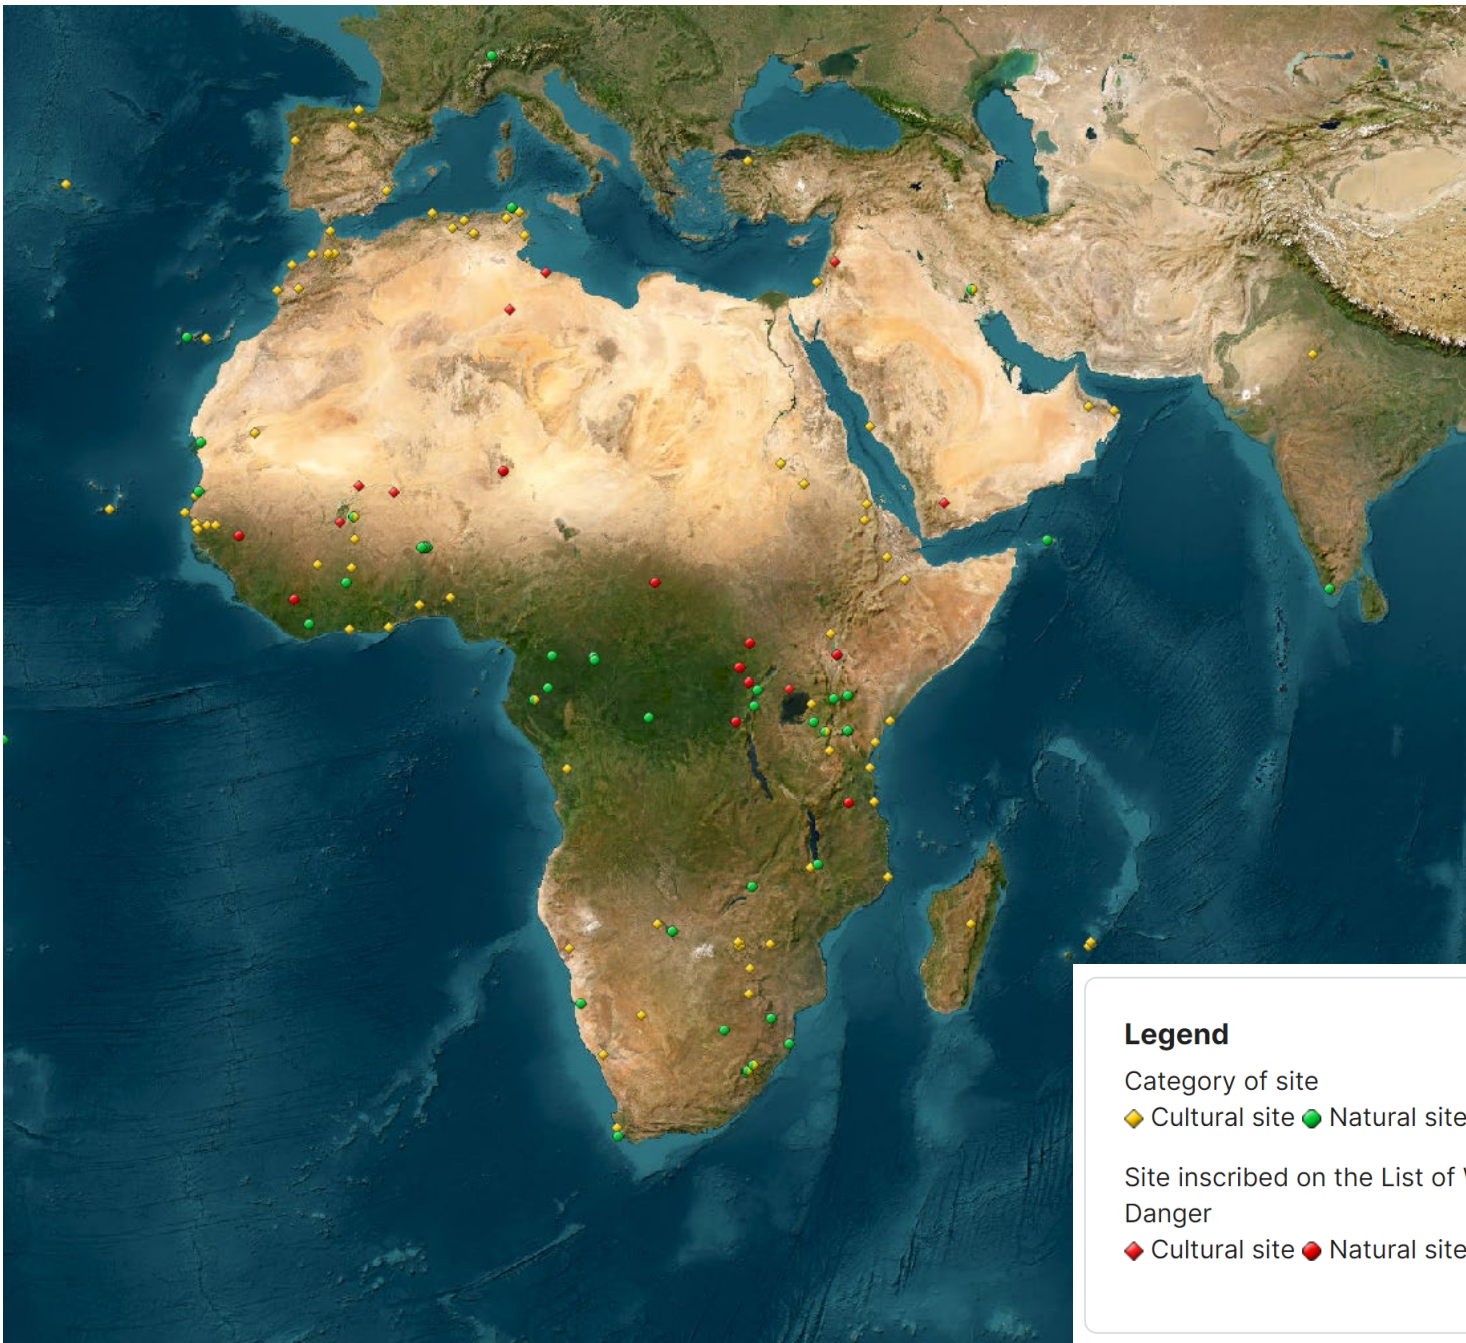 Legend
Category of site
Cultural site Natural site
Site inscribed on the List of
Danger
Cultural site Natural site